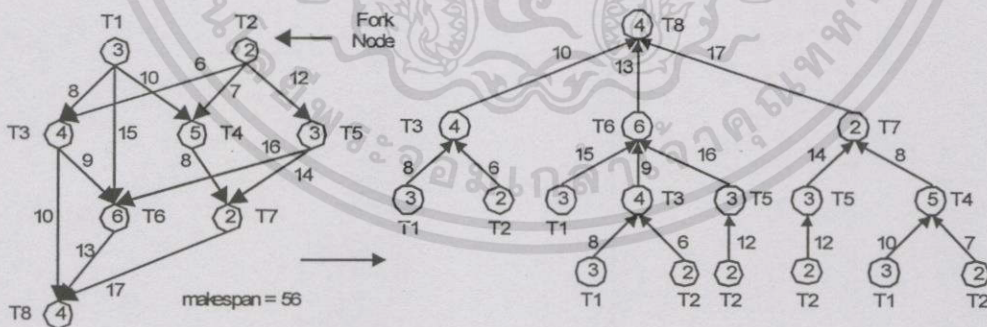 T1 T2 Fork
3 2 Node
8 10 6 7 12
T3 4 15 5 T4 3 T5
9 8 16 14
10 6 T6 2 T7
13 17
T8 4 makespan = 56
4 T8
10 13 17
T3 4 T6 6 2 T7
8 6 15 9 16 14 8
3 2 3 4 T3 3 T5 3 T5 5 T4
T1 T2 T1 8 6 12 12 10 7
3 2 2 2 3 2
T1 T2 T2 T2 T1 T2